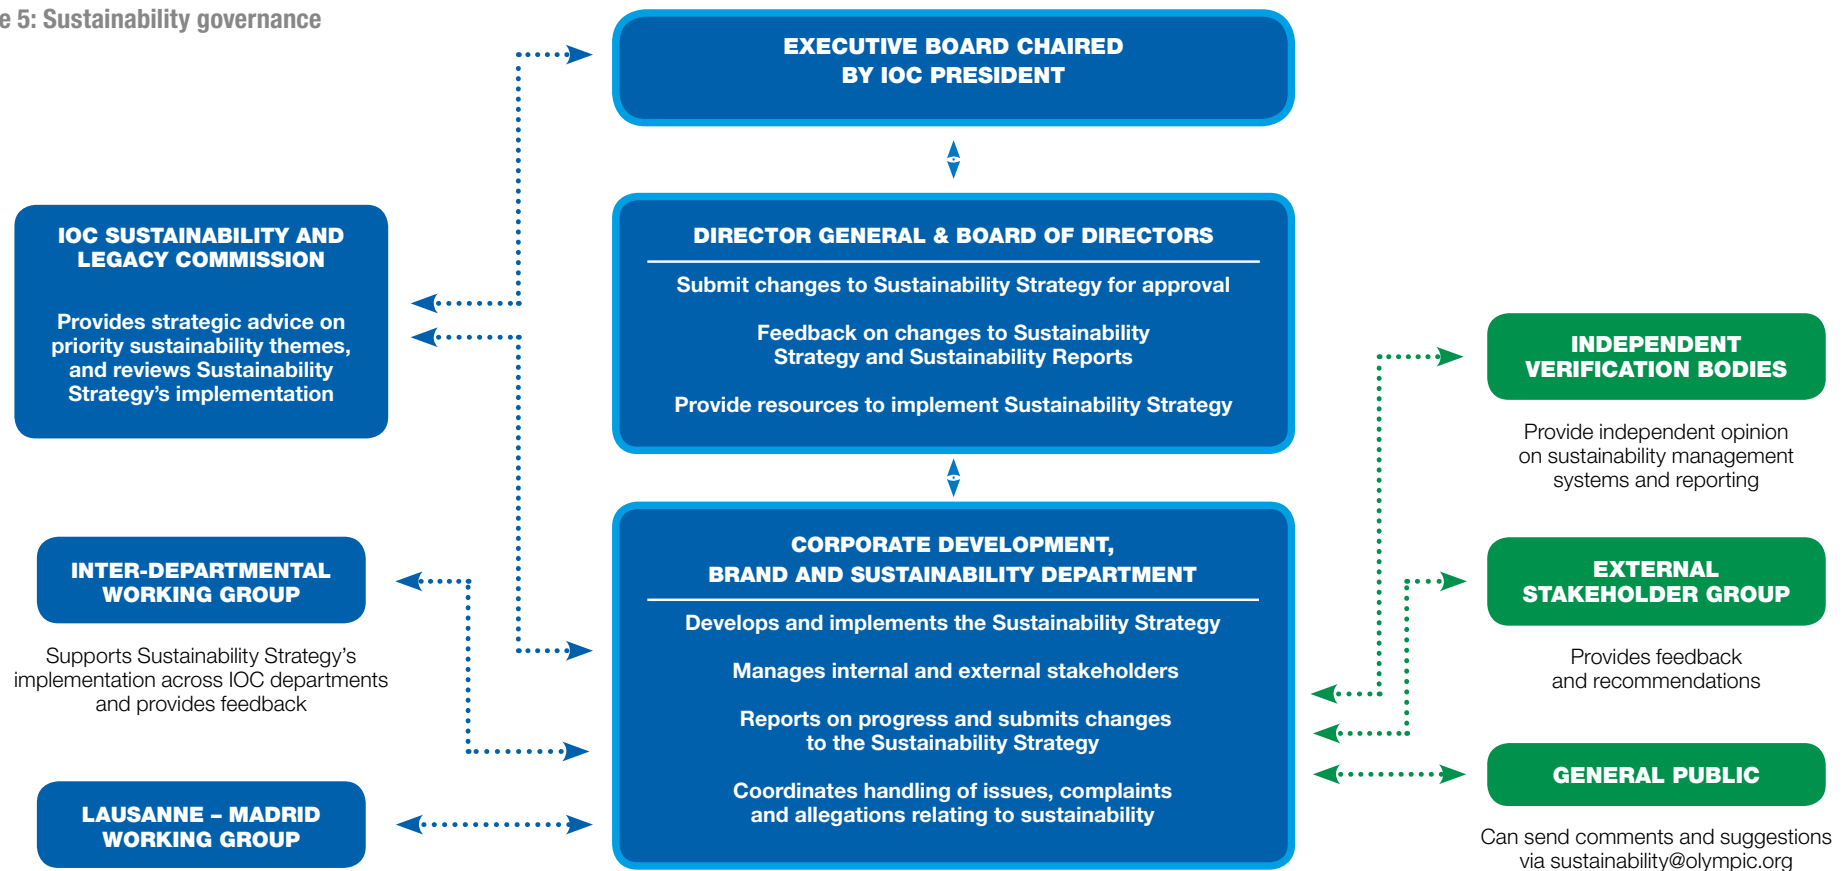 e 5: Sustainability governance
EXECUTIVE BOARD CHAIRED
BY IOC PRESIDENT
IOC SUSTAINABILITY AND
LEGACY COMMISSION
Provides strategic advice on
priority sustainability themes,
and reviews Sustainability
Strategy’s implementation
DIRECTOR GENERAL & BOARD OF DIRECTORS
Submit changes to Sustainability Strategy for approval
Feedback on changes to Sustainability
Strategy and Sustainability Reports
Provide resources to implement Sustainability Strategy
INDEPENDENT
VERIFICATION BODIES
Provide independent opinion
on sustainability management
systems and reporting
INTER-DEPARTMENTAL
WORKING GROUP
Supports Sustainability Strategy’s
implementation across IOC departments
and provides feedback
CORPORATE DEVELOPMENT,
BRAND AND SUSTAINABILITY DEPARTMENT
Develops and implements the Sustainability Strategy
Manages internal and external stakeholders
Reports on progress and submits changes
to the Sustainability Strategy
Coordinates handling of issues, complaints
and allegations relating to sustainability
EXTERNAL
STAKEHOLDER GROUP
Provides feedback
and recommendations
LAUSANNE – MADRID
WORKING GROUP
GENERAL PUBLIC
Can send comments and suggestions
via sustainability@olympic.org